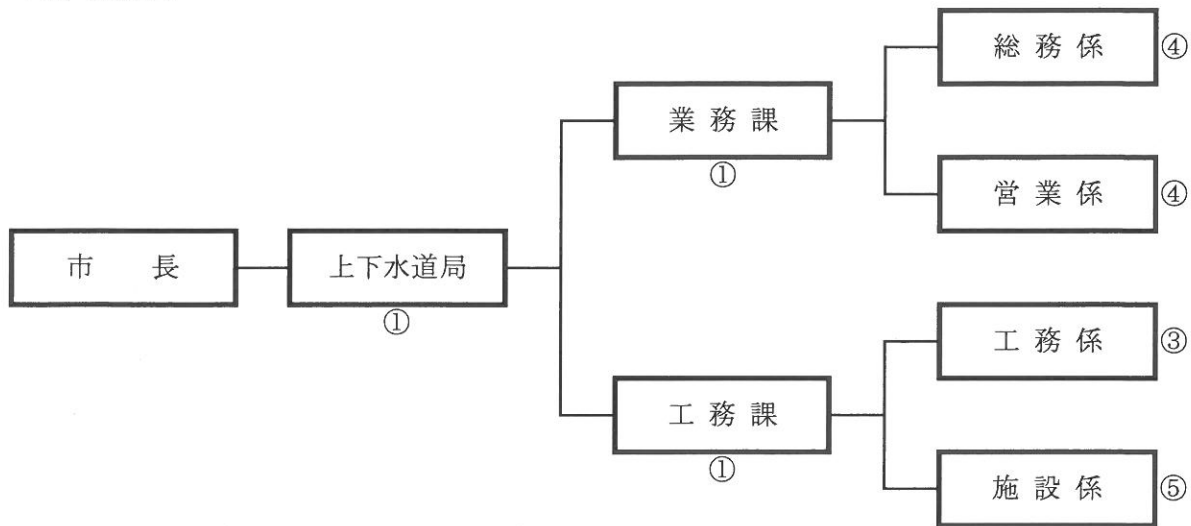 総務係 ④
業務課
①
営業係 ④
市長
上下水道局
①
工務係 ③
工務課
①
施設係 ⑤